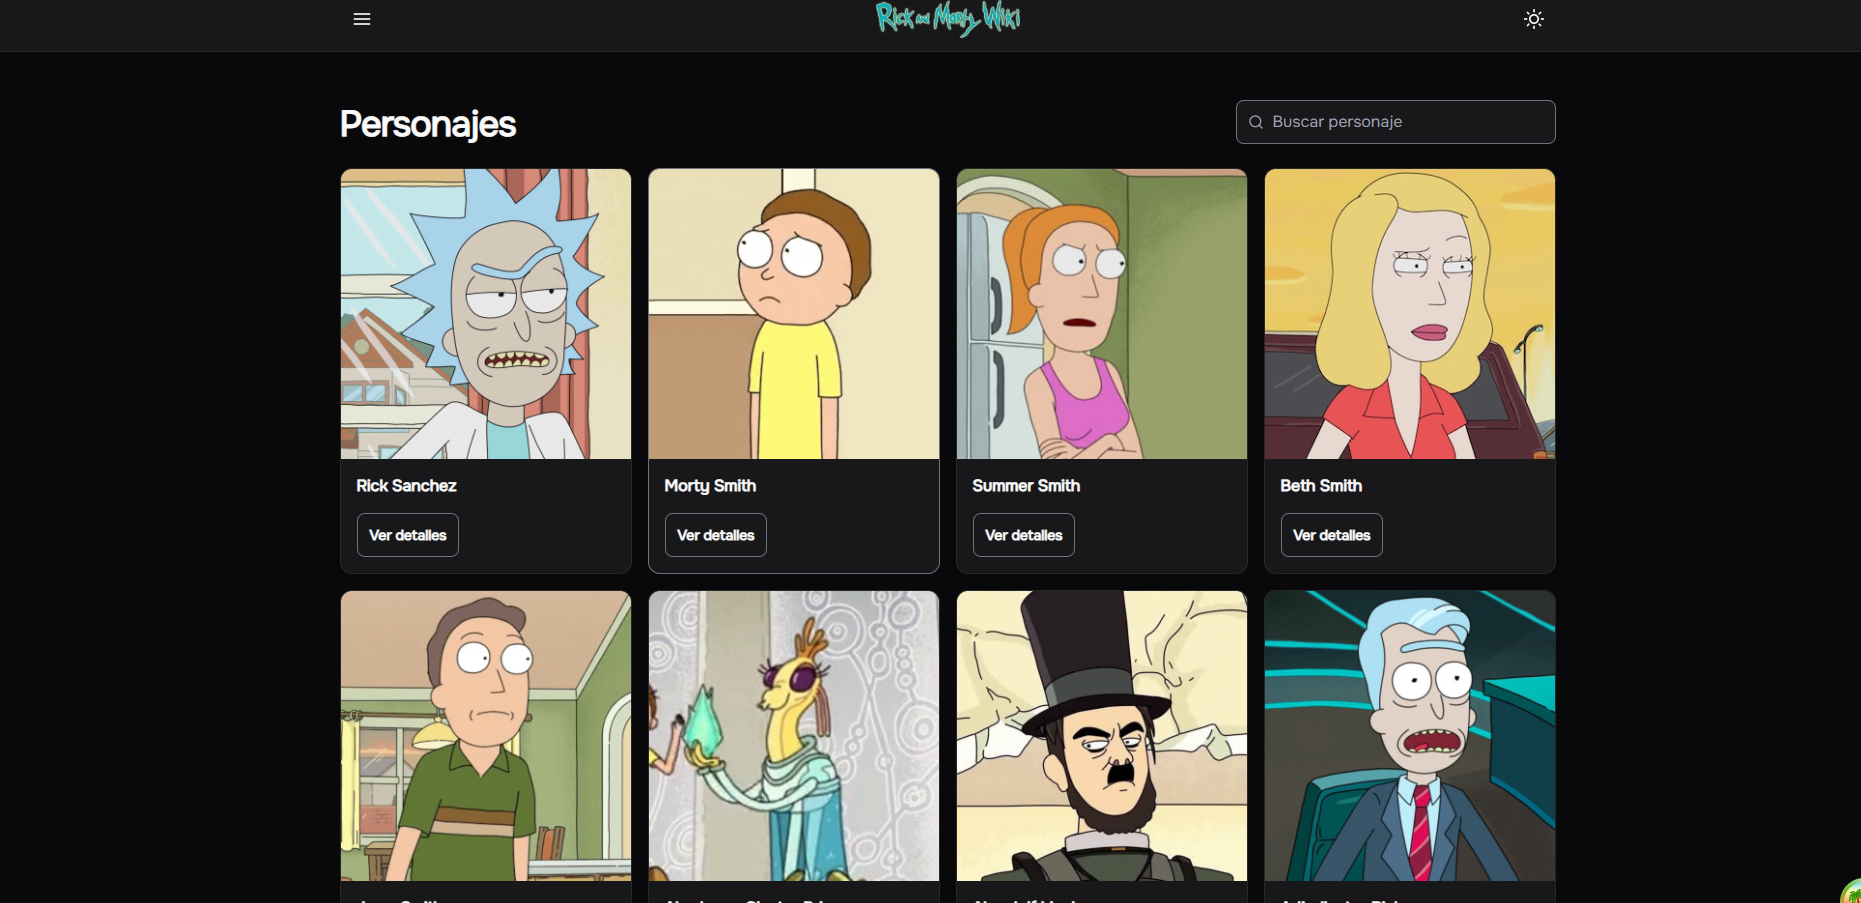 Rick and Morty Wiki
Personajes
Buscar personaje
Rick Sanchez
Morty Smith
Summer Smith
Beth Smith
Ver detalles
Ver detalles
Ver detalles
Ver detalles